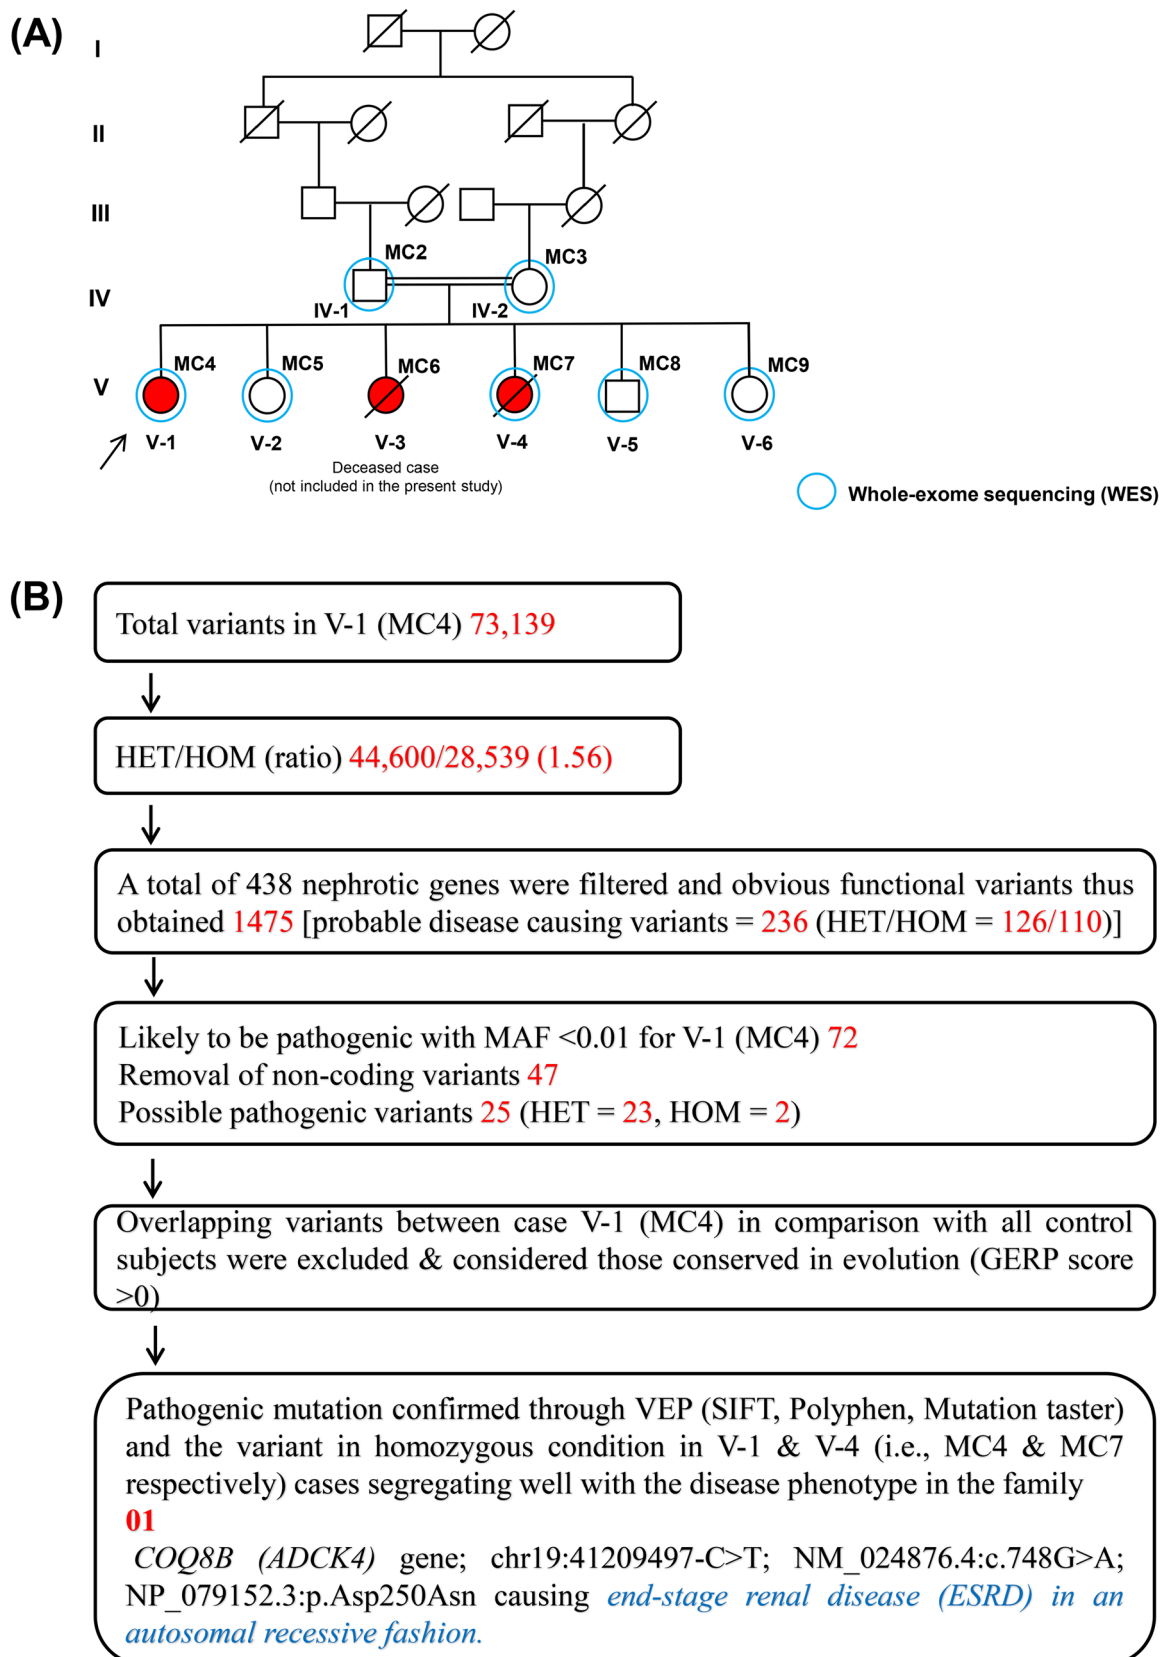 (A)
I
II
III
MC2
MC3
IV
IV-1
IV-2
MC4
MC5
MC6
MC7
MC8
MC9
V
V-1
V-2
V-3
V-4
V-5
V-6
Deceased case
(not included in the present study)
Whole-exome sequencing (WES)
(B)
Total variants in V-1 (MC4) 73,139
HET/HOM (ratio) 44,600/28,539 (1.56)
A total of 438 nephrotic genes were filtered and obvious functional variants thus
obtained 1475 [probable disease causing variants = 236 (HET/HOM = 126/110)]
Likely to be pathogenic with MAF <0.01 for V-1 (MC4) 72
Removal of non-coding variants 47
Possible pathogenic variants 25 (HET = 23, HOM = 2)
Overlapping variants between case V-1 (MC4) in comparison with all control
subjects were excluded & considered those conserved in evolution (GERP score
>0)
Pathogenic mutation confirmed through VEP (SIFT, Polyphen, Mutation taster)
and the variant in homozygous condition in V-1 & V-4 (i.e., MC4 & MC7
respectively) cases segregating well with the disease phenotype in the family
01
COQ8B (ADCK4) gene; chr19:41209497-C>T; NM_024876.4:c.748G>A;
NP_079152.3:p.Asp250Asn causing end-stage renal disease (ESRD) in an
autosomal recessive fashion.